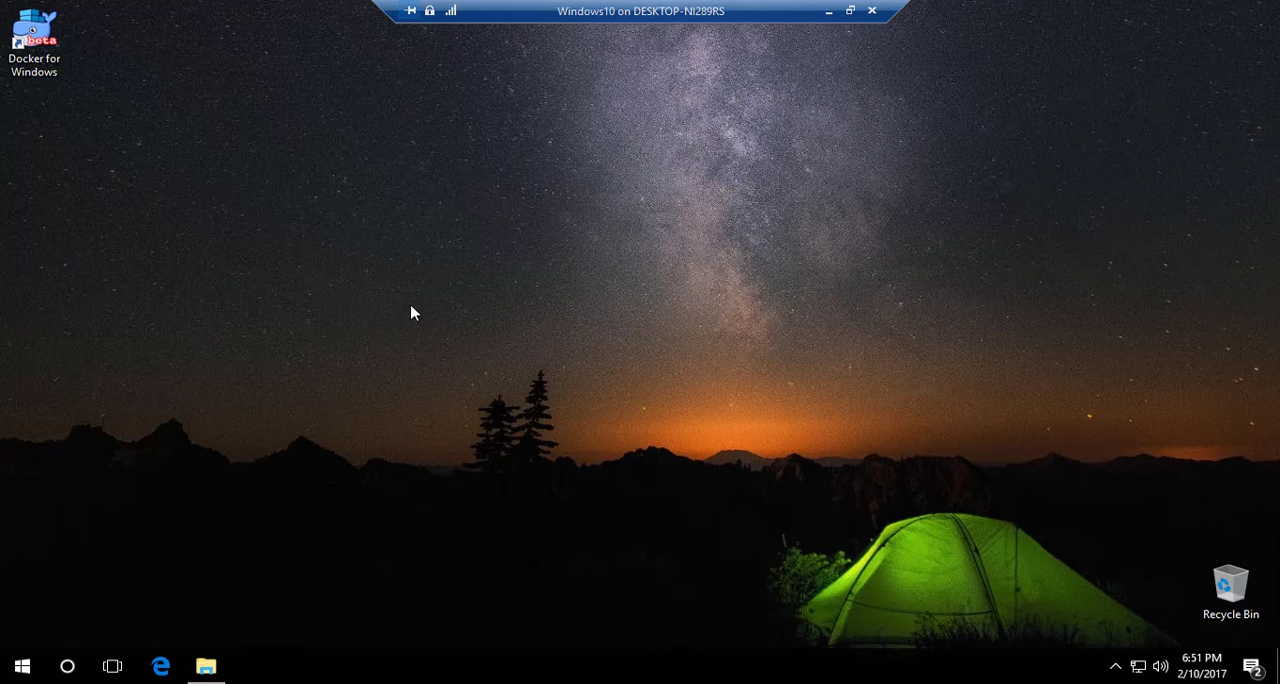 Windows10 on DESKTOP-NI289RS
beta
Docker for
Windows
Recycle Bin
6:51 PM
2/10/2017
2